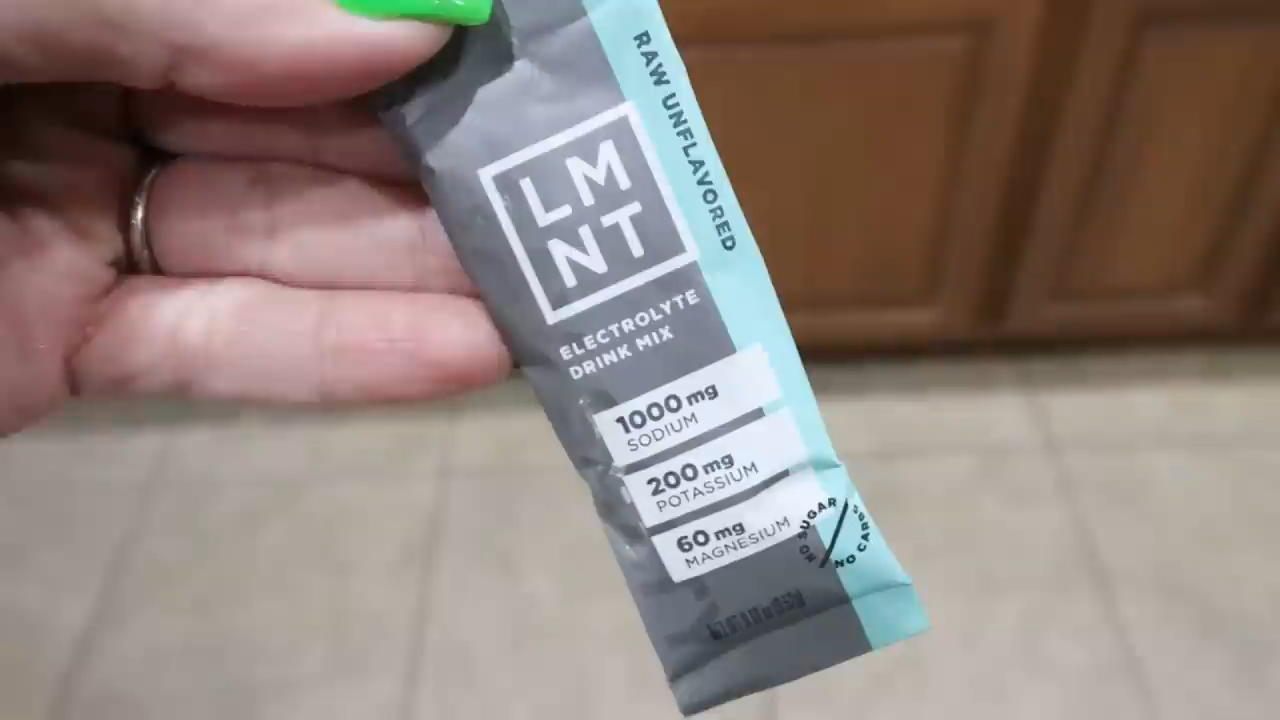 RAW UNFLAVORED
LM
NT
ELECTROLYTE
DRINK MIX
1000 mg
SODIUM
200 mg
POTASSIUM
60 mg
MAGNESIUM
NO SUGAR
NO CARBS